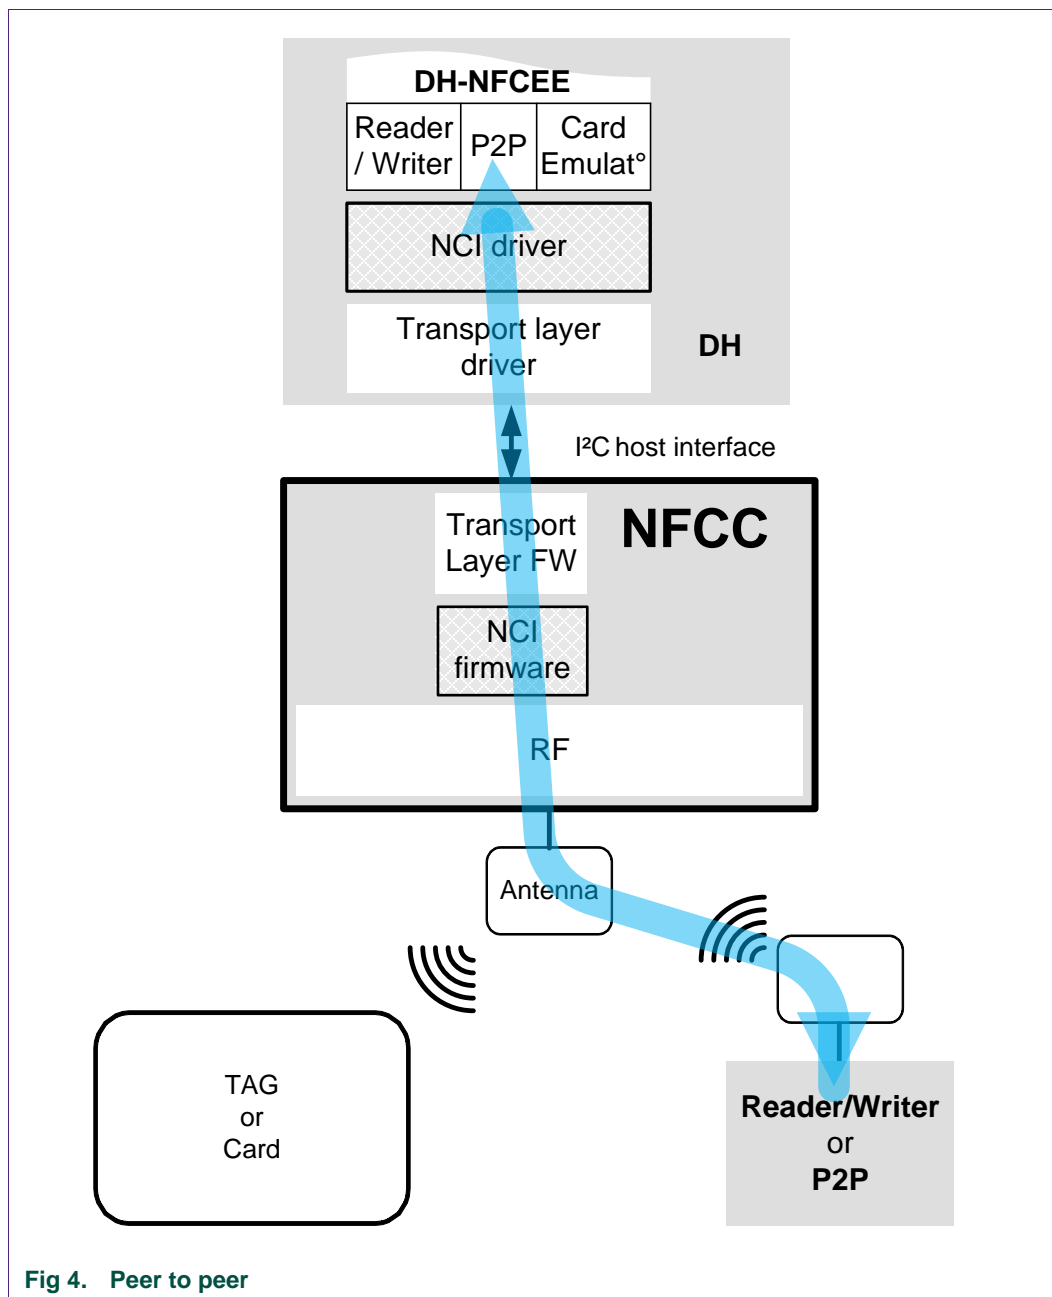 DH-NFCEE
Reader
/ Writer
P2P
Card
Emulat°
NCI driver
Transport layer
driver
DH
I²C host interface
Transport
Layer FW
NFCC
NCI
firmware
RF
Antenna
TAG
or
Card
Reader/Writer
or
P2P
Fig 4. Peer to peer